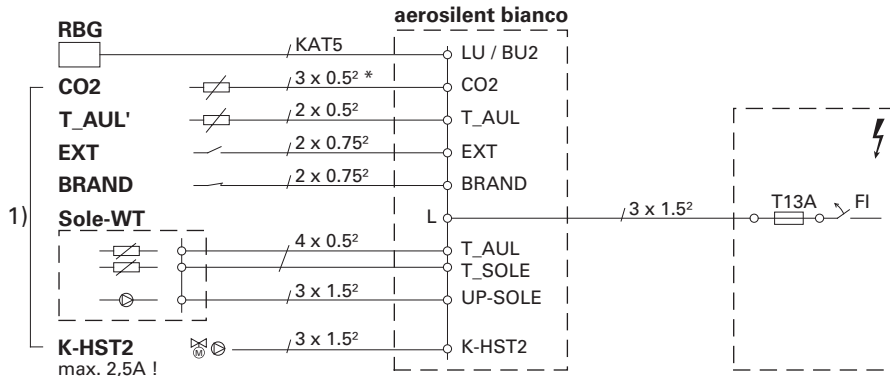 aerosilent bianco
RBG
KAT5
LU / BU2
CO2
3 x 0.5² *
CO2
T_AUL'
2 x 0.5²
T_AUL
EXT
2 x 0.75²
EXT
BRAND
2 x 0.75²
BRAND
1)
Sole-WT
L
3 x 1.5²
T13A
FI
4 x 0.5²
T_AUL
T_SOLE
3 x 1.5²
UP-SOLE
K-HST2
M
3 x 1.5²
K-HST2
max. 2,5A !